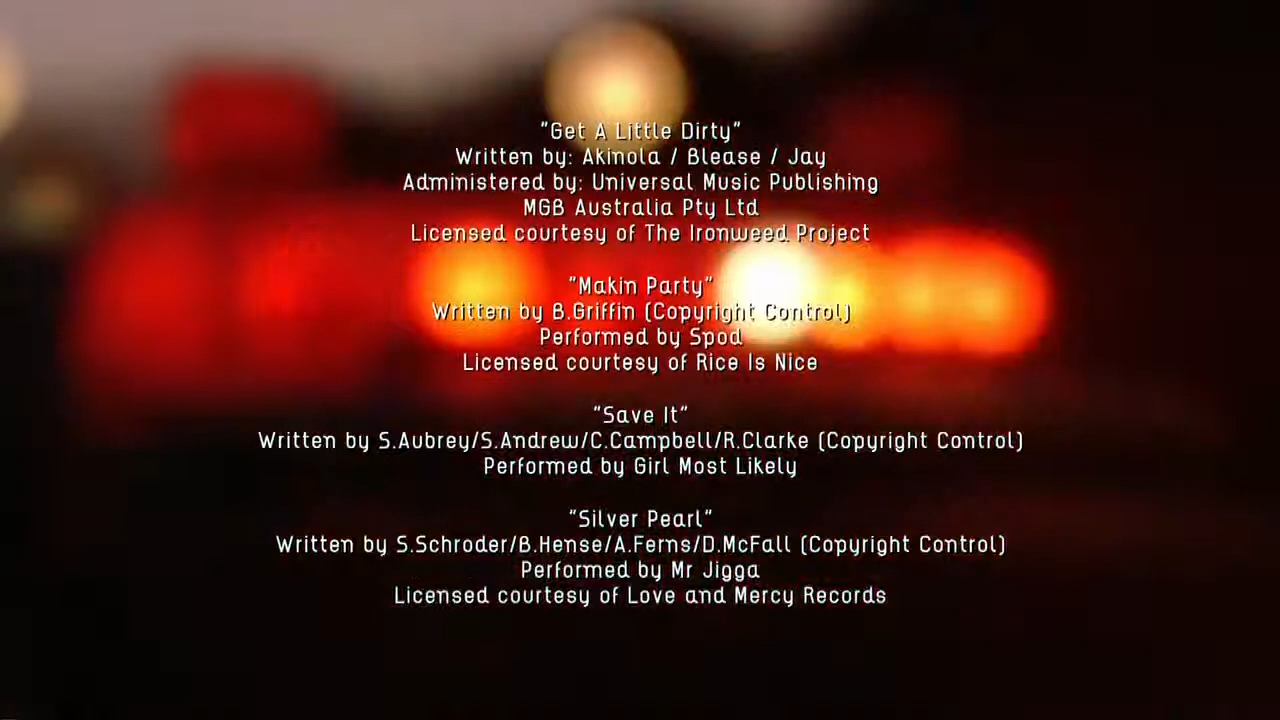 "Get A Little Dirty"
Written by: Akinola / Blease / Jay
Administered by: Universal Music Publishing
MGB Australia Pty Ltd
Licensed courtesy of The Ironweed Project
"Makin Party"
Written by B.Griffin (Copyright Control)
Performed by Spod
Licensed courtesy of Rice Is Nice
"Save It"
Written by S.Aubrey/S.Andrew/C.Campbell/R.Clarke (Copyright Control)
Performed by Girl Most Likely
"Silver Pearl"
Written by S.Schroder/B.Hense/A.Ferns/D.McFall (Copyright Control)
Performed by Mr Jigga
Licensed courtesy of Love and Mercy Records